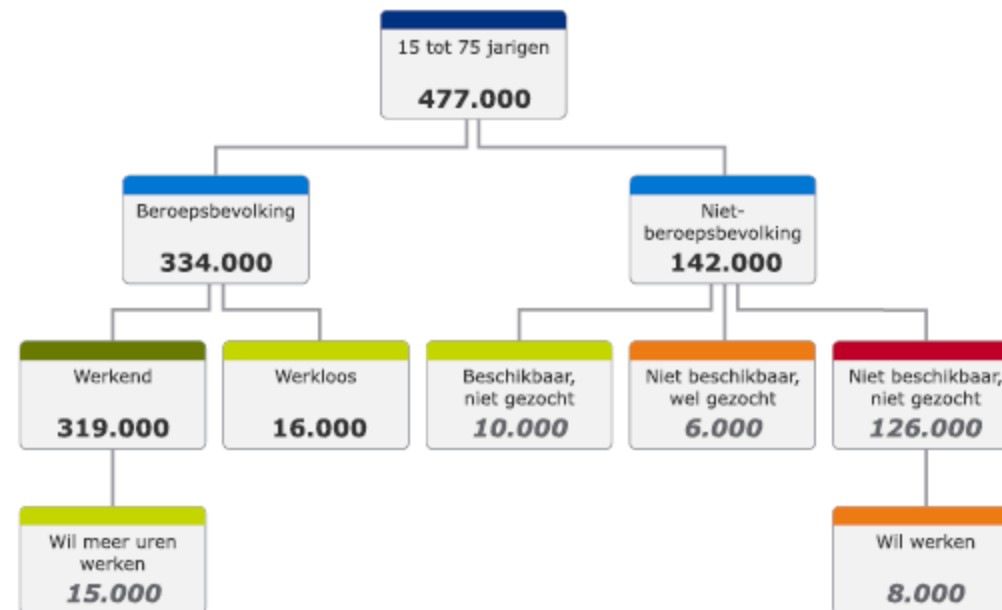 15 tot 75 jarigen
477.000
Beroepsbevolking
334.000
Niet-
beroepsbevolking
142.000
Werkend
319.000
Werkloos
16.000
Beschikbaar,
niet gezocht
10.000
Niet beschikbaar,
wel gezocht
6.000
Niet beschikbaar,
niet gezocht
126.000
Wil meer uren
werken
15.000
Wil werken
8.000